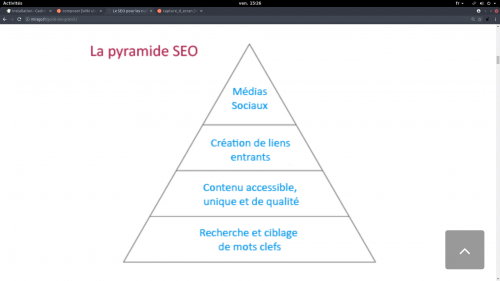 Activités
ven. 15:26
fr
La pyramide SEO
Médias
Sociaux
Création de liens
entrants
Contenu accessible,
unique et de qualité
Recherche et ciblage
de mots clefs